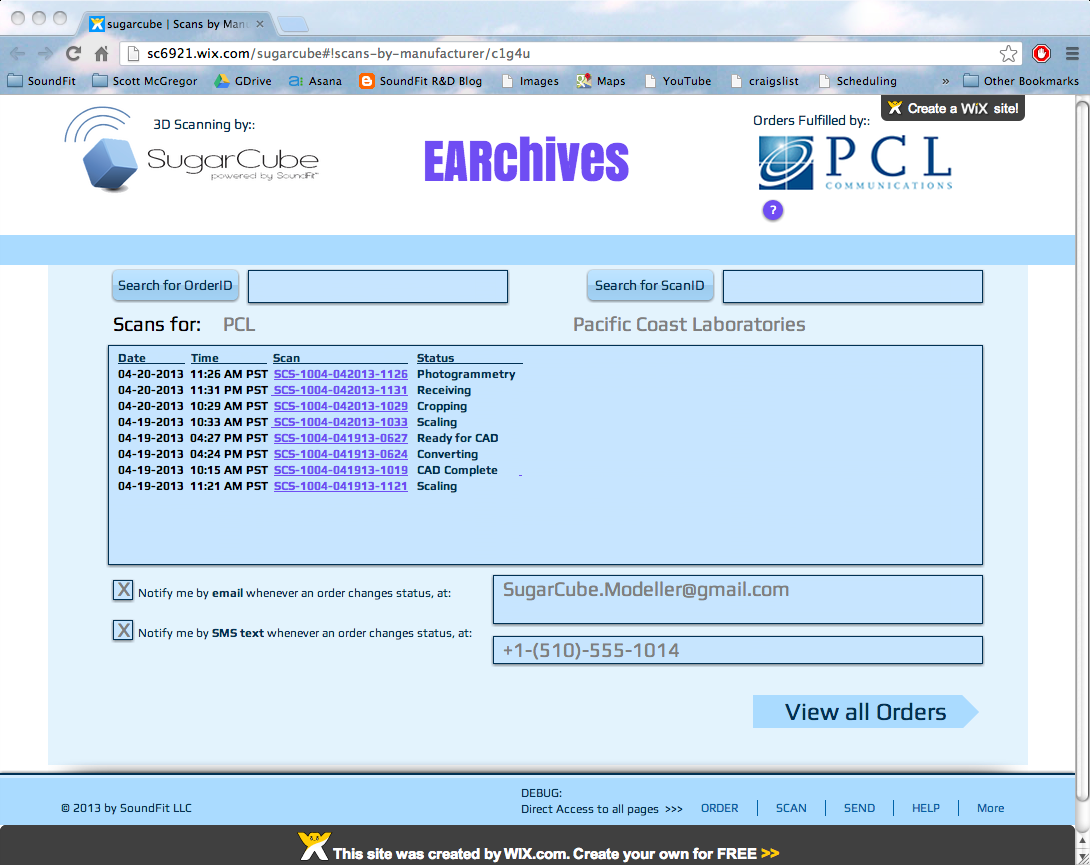 sugarcube | Scans by Man
sc6921.wix.com/sugarcube#!scans-by-manufacturer/c1g4u
SoundFit Scott McGregor GDrive Asana SoundFit R&D Blog Images Maps YouTube craigslist Scheduling » Other Bookmarks
Create a WiX site!
3D Scanning by::
Orders Fulfilled by::
SugarCube
powered by SoundFit™
EARchives
PCL
COMMUNICATIONS
?
Search for OrderID
Search for ScanID
Scans for: PCL
Pacific Coast Laboratories
Date Time Scan Status
04-20-2013 11:26 AM PST SCS-1004-042013-1126 Photogrammetry
04-20-2013 11:31 PM PST SCS-1004-042013-1131 Receiving
04-20-2013 10:29 AM PST SCS-1004-042013-1029 Cropping
04-19-2013 10:33 AM PST SCS-1004-042013-1033 Scaling
04-19-2013 04:27 PM PST SCS-1004-041913-0627 Ready for CAD
04-19-2013 04:24 PM PST SCS-1004-041913-0624 Converting
04-19-2013 10:15 AM PST SCS-1004-041913-1019 CAD Complete
04-19-2013 11:21 AM PST SCS-1004-041913-1121 Scaling
X Notify me by email whenever an order changes status, at:
SugarCube.Modeller@gmail.com
X Notify me by SMS text whenever an order changes status, at:
+1-(510)-555-1014
View all Orders
© 2013 by SoundFit LLC
DEBUG:
Direct Access to all pages >>>
ORDER | SCAN | SEND | HELP | More
This site was created by WIX.com. Create your own for FREE >>